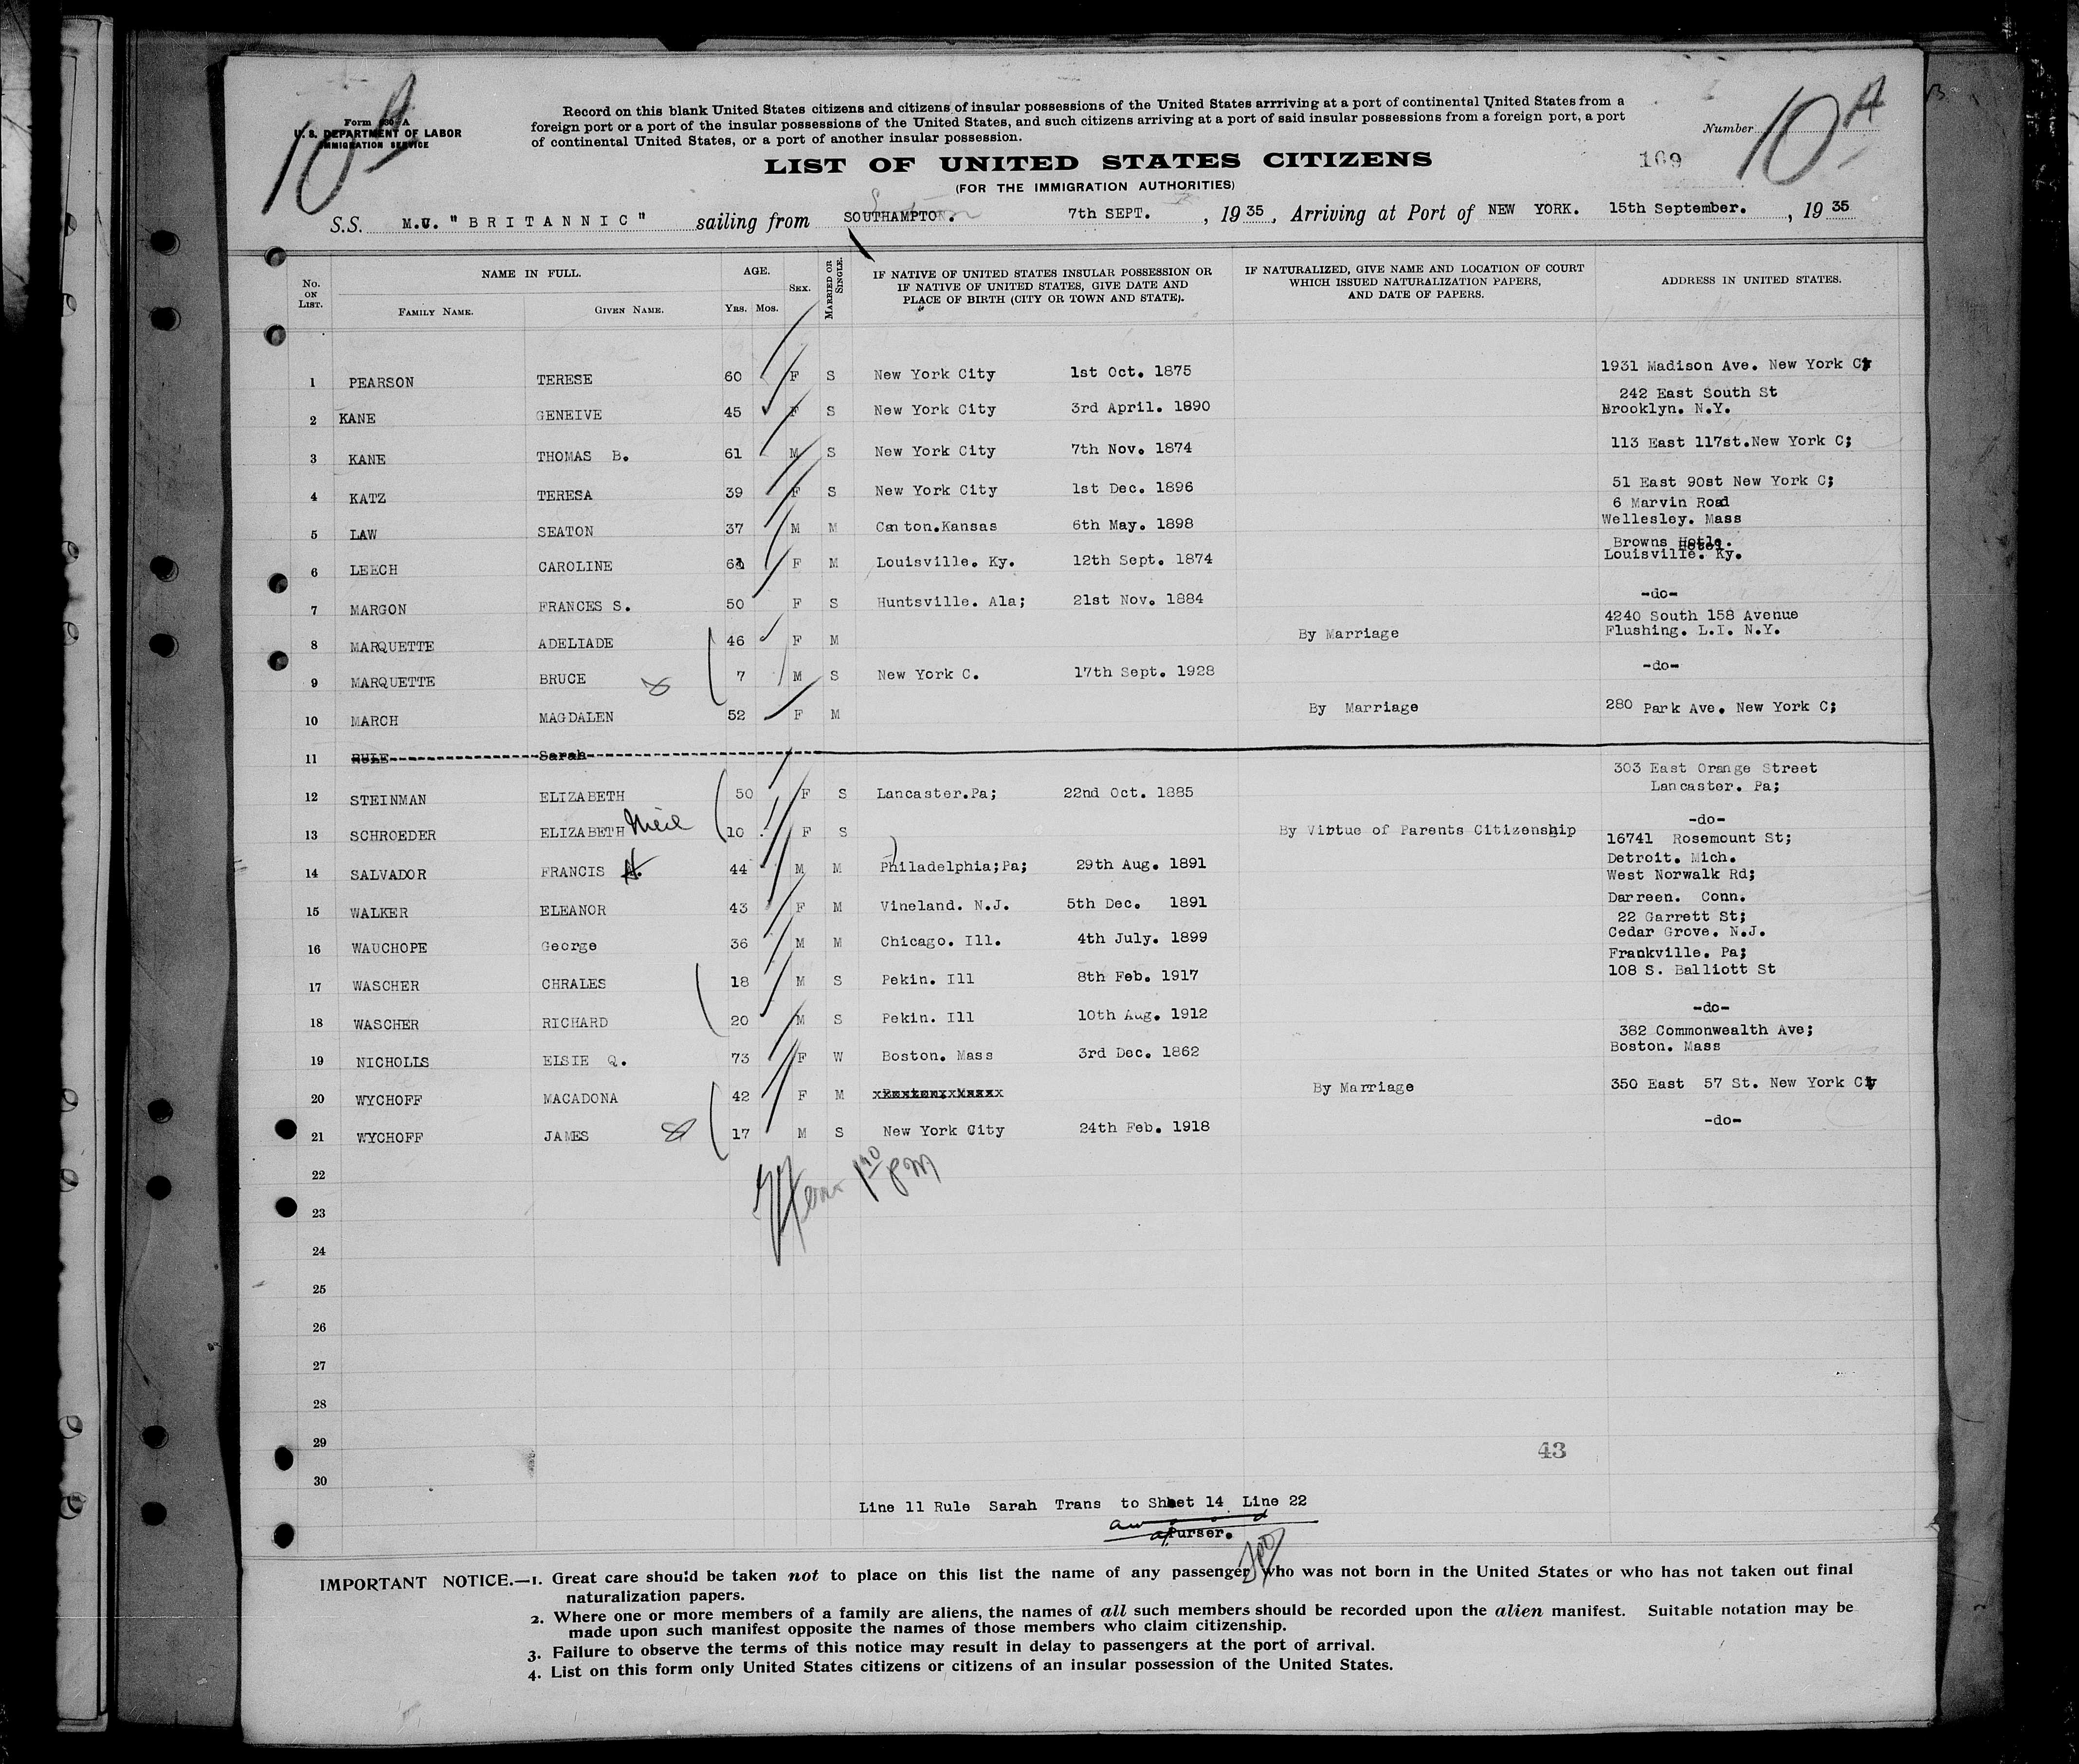 10 A
Form 630-A
U. S. DEPARTMENT OF LABOR
IMMIGRATION SERVICE
Record on this blank United States citizens and citizens of insular possessions of the United States arrriving at a port of continental United States from a
foreign port or a port of the insular possessions of the United States, and such citizens arriving at a port of said insular possessions from a foreign port, a port
of continental United States, or a port of another insular possession.
Number 10 A
LIST OF UNITED STATES CITIZENS
169
(FOR THE IMMIGRATION AUTHORITIES)
S.S. M.V. "BRITANNIC" sailing from SOUTHAMPTO . 7th SEPT. , 19 35, Arriving at Port of NEW YORK. 15th September. , 19 35
No. ON LIST. NAME IN FULL. AGE. SEX. MARRIED OR SINGLE. IF NATIVE OF UNITED STATES INSULAR POSSESSION OR IF NATIVE OF UNITED STATES, GIVE DATE AND PLACE OF BIRTH (CITY OR TOWN AND STATE). IF NATURALIZED, GIVE NAME AND LOCATION OF COURT WHICH ISSUED NATURALIZATION PAPERS, AND DATE OF PAPERS. ADDRESS IN UNITED STATES.
FAMILY NAME. GIVEN NAME. YRS. MOS.
1 PEARSON TERESE 60 F S New York City 1st Oct. 1875 1931 Madison Ave. New York C;
2 KANE GENEIVE 45 F S New York City 3rd April. 1890 242 East South St Brooklyn. N.Y.
3 KANE THOMAS B. 61 M S New York City 7th Nov. 1874 113 East 117st.New York C;
4 KATZ TERESA 39 F S New York City 1st Dec. 1896 51 East 90st New York C;
5 LAW SEATON 37 M M Canton.Kansas 6th May. 1898 6 Marvin Road Wellesley. Mass
6 LEECH CAROLINE 61 F M Louisville. Ky. 12th Sept. 1874 Browns Hotel. Louisville. Ky.
7 MARGON FRANCES S. 50 F S Huntsville. Ala; 21st Nov. 1884 -do-
8 MARQUETTE ADELIADE 46 F M By Marriage 4240 South 158 Avenue Flushing. L.I. N.Y.
9 MARQUETTE BRUCE 7 M S New York C. 17th Sept. 1928 -do-
10 MARCH MAGDALEN 52 F M By Marriage 280 Park Ave. New York C;
11 RULE Sarah
12 STEINMAN ELIZABETH 50 F S Lancaster.Pa; 22nd Oct. 1885 303 East Orange Street Lancaster. Pa;
13 SCHROEDER ELIZABETH Niece 10 F S By Virtue of Parents Citizenship -do-
14 SALVADOR FRANCIS A. 44 M M Philadelphia;Pa; 29th Aug. 1891 16741 Rosemount St; Detroit. Mich.
15 WALKER ELEANOR 43 F M Vineland. N.J. 5th Dec. 1891 West Norwalk Rd; Darreen. Conn.
16 WAUCHOPE George 36 M M Chicago. Ill. 4th July. 1899 22 Garrett St; Cedar Grove. N.J.
17 WASCHER CHRALES 18 M S Pekin. Ill 8th Feb. 1917 Frankville. Pa; 108 S. Balliott St
18 WASCHER RICHARD 20 M S Pekin. Ill 10th Aug. 1912 -do-
19 NICHOLLS ELSIE Q. 73 F W Boston. Mass 3rd Dec. 1862 382 Commonwealth Ave; Boston. Mass
20 WYCHOFF MACADONA 42 F M By Marriage 350 East 57 St. New York C
21 WYCHOFF JAMES 17 M S New York City 24th Feb. 1918 -do-
22
23
24
25
26
27
28
29
30
43
Line 11 Rule Sarah Trans to Sheet 14 Line 22
Purser.
IMPORTANT NOTICE.—1. Great care should be taken not to place on this list the name of any passenger who was not born in the United States or who has not taken out final
naturalization papers.
2. Where one or more members of a family are aliens, the names of all such members should be recorded upon the alien manifest. Suitable notation may be
made upon such manifest opposite the names of those members who claim citizenship.
3. Failure to observe the terms of this notice may result in delay to passengers at the port of arrival.
4. List on this form only United States citizens or citizens of an insular possession of the United States.